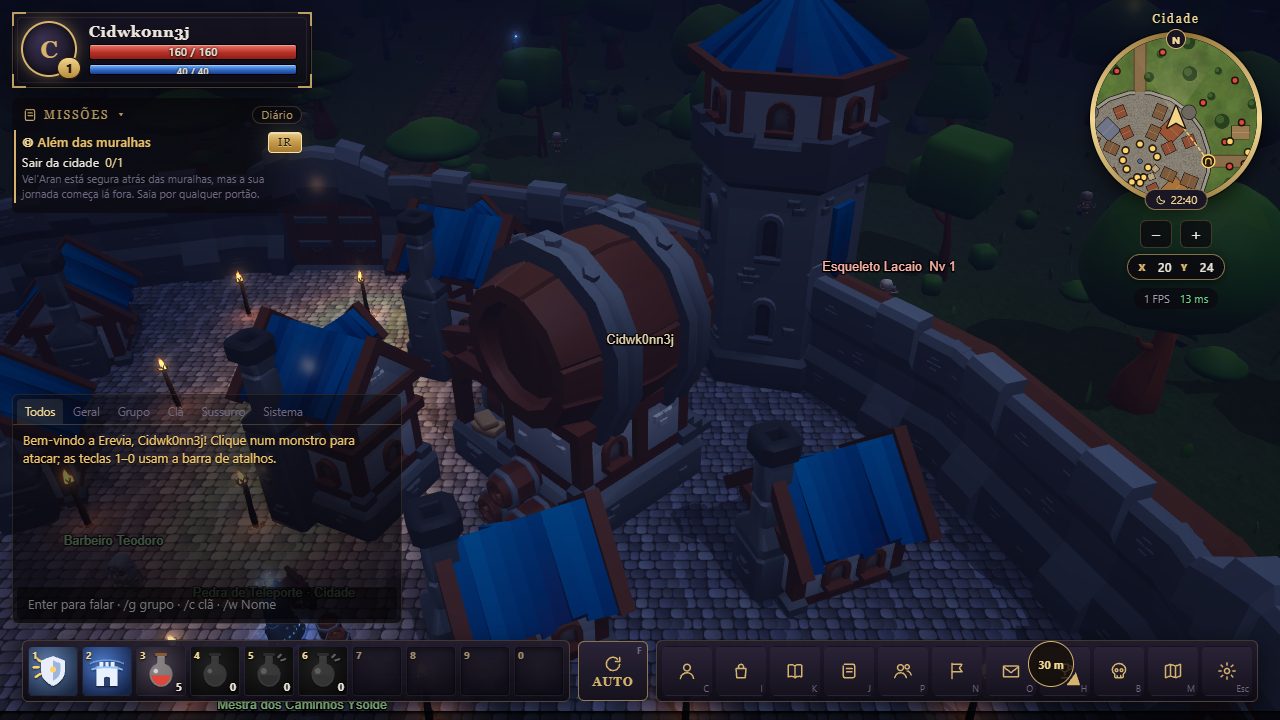 C
1
Cidwkonn3j
160 / 160
40 / 40
MISSÕES
Diário
Além das muralhas
IR
Sair da cidade 0/1
Vel'Aran está segura atrás das muralhas, mas a sua
jornada começa lá fora. Saia por qualquer portão.
Cidade
N
22:40
−
+
X 20 Y 24
1 FPS 13 ms
Esqueleto Lacaio Nv 1
Cidwk0nn3j
Todos Geral Grupo Clã Sussurro Sistema
Bem-vindo a Erevia, Cidwk0nn3j! Clique num monstro para
atacar; as teclas 1–0 usam a barra de atalhos.
Barbeiro Teodoro
Pedra de Teleporte · Cidade
Enter para falar · /g grupo · /c clã · /w Nome
1 2 3 5 4 0 5 0 6 0 7 8 9 0
F
AUTO
30 m
C I K J P N O H B M Esc
Mestra dos Caminhos Ysolde